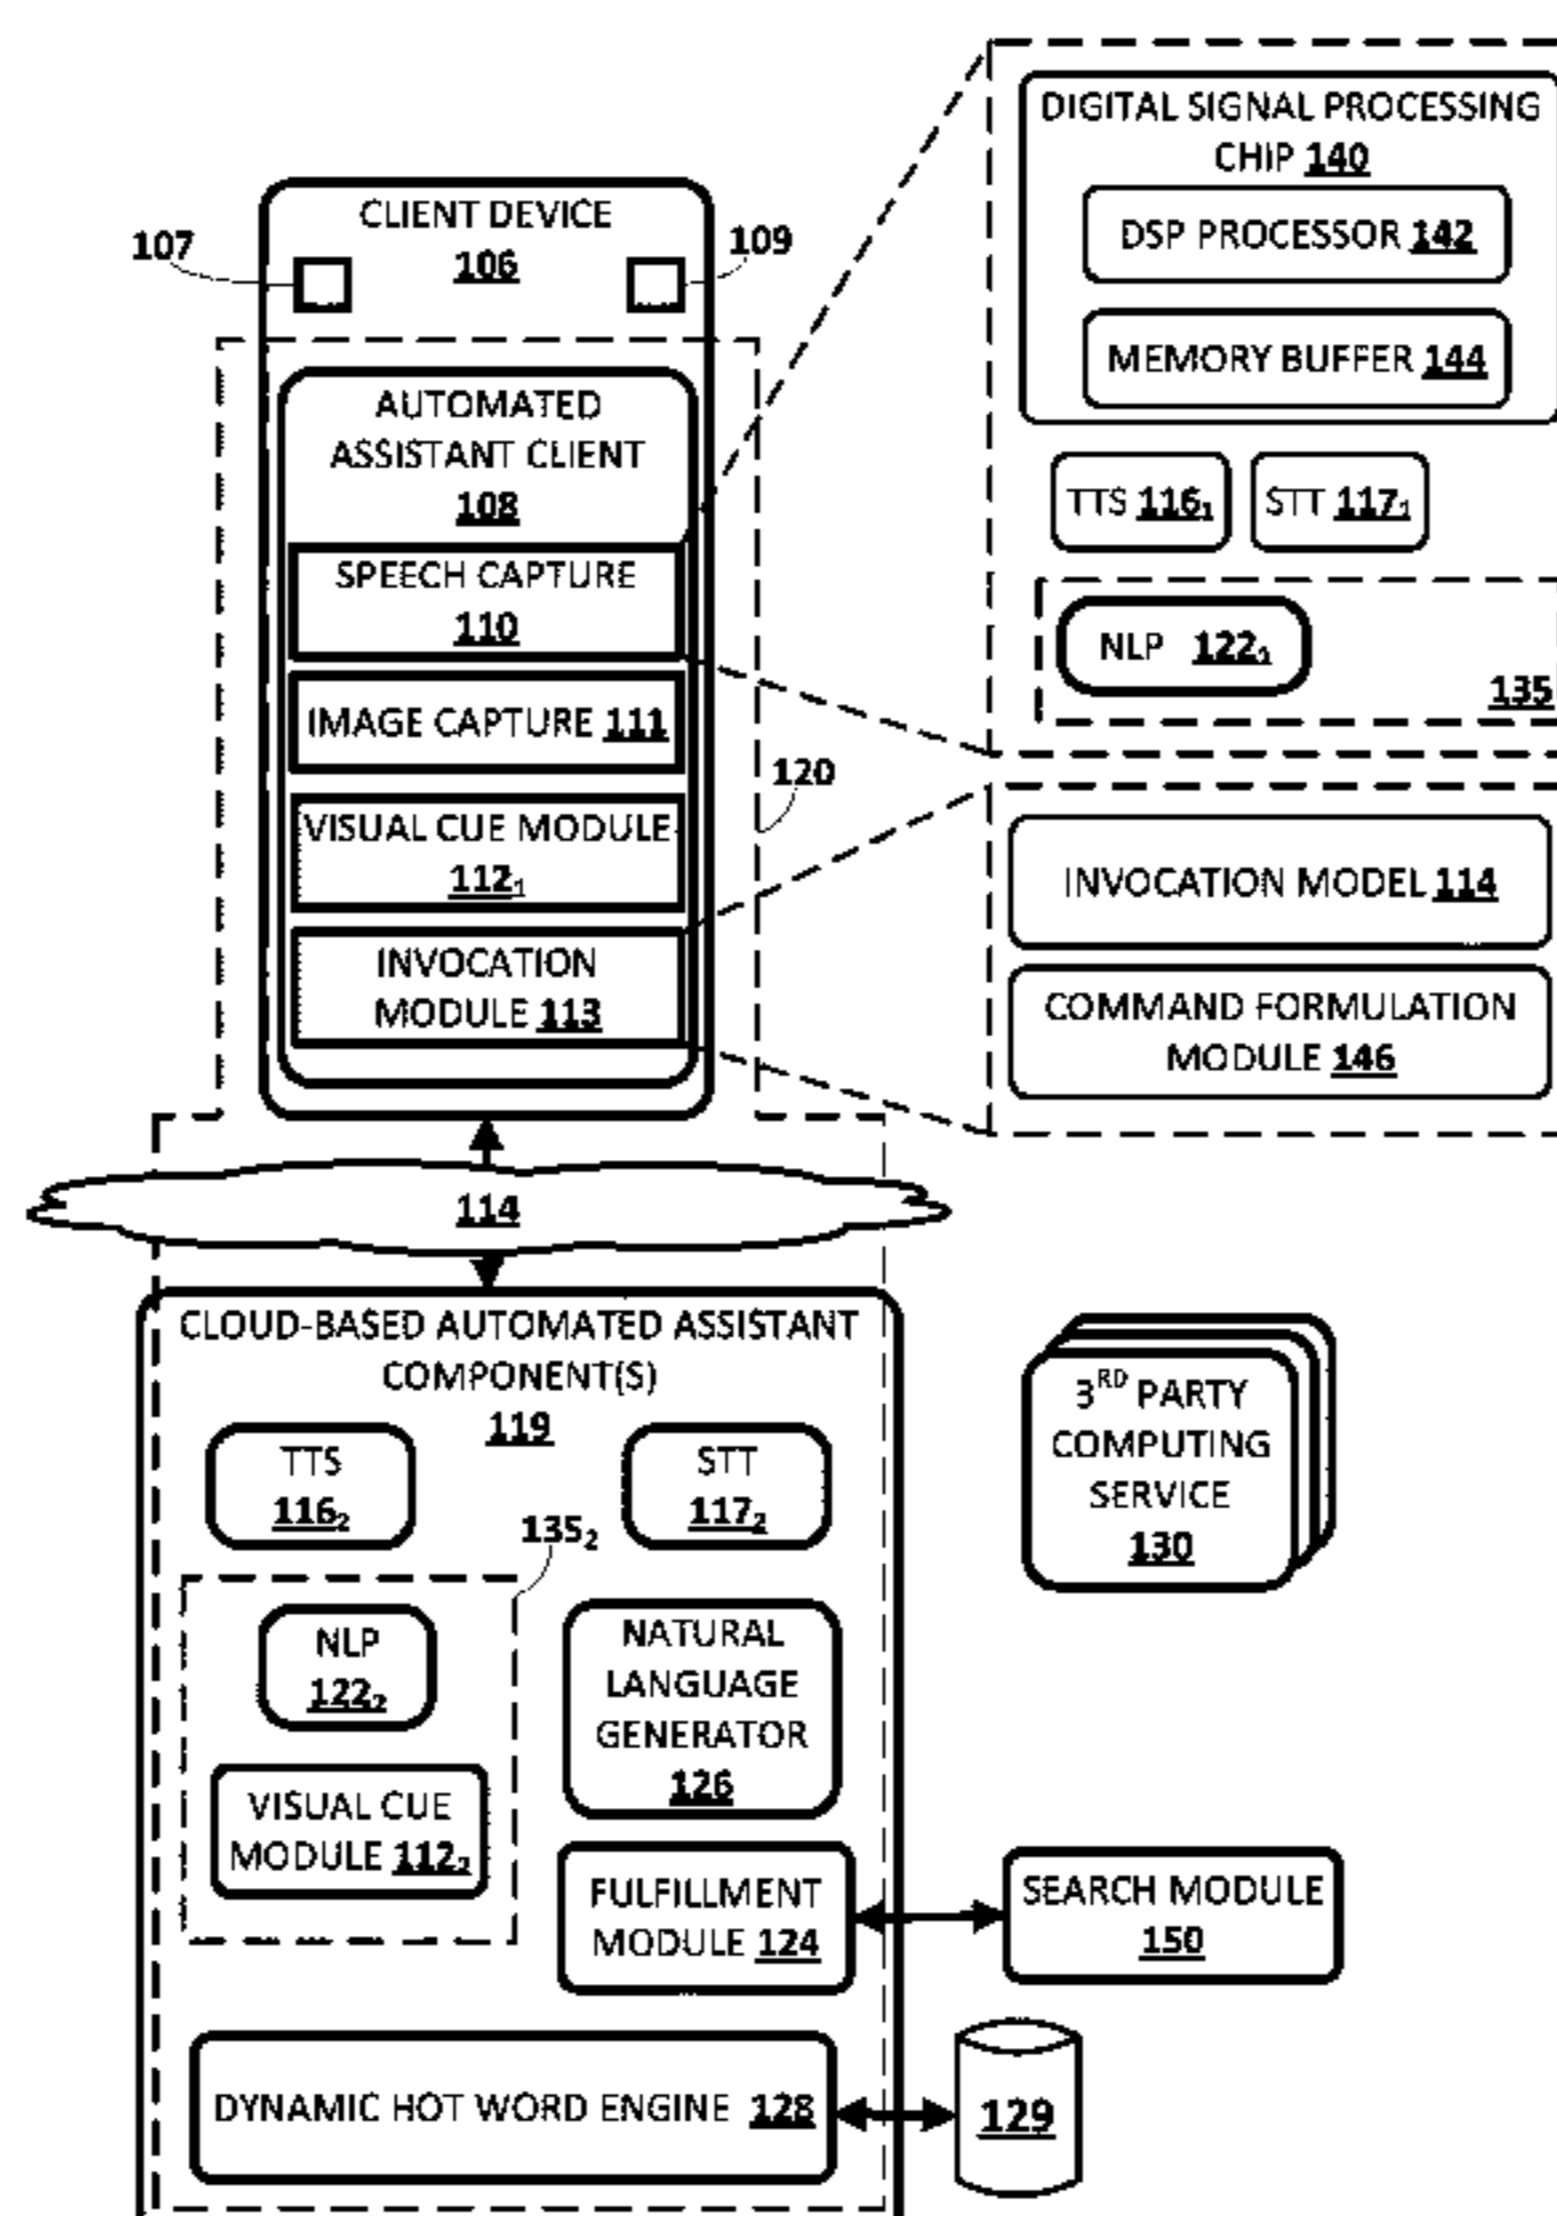 CLIENT DEVICE
106
107
109
AUTOMATED
ASSISTANT CLIENT
108
SPEECH CAPTURE
110
IMAGE CAPTURE 111
VISUAL CUE MODULE
112₁
INVOCATION
MODULE 113
120
DIGITAL SIGNAL PROCESSING
CHIP 140
DSP PROCESSOR 142
MEMORY BUFFER 144
TTS 116₁
STT 117₁
NLP 122₁
135
INVOCATION MODEL 114
COMMAND FORMULATION
MODULE 146
114
CLOUD-BASED AUTOMATED ASSISTANT
COMPONENT(S)
119
TTS
116₂
STT
117₂
135₂
NLP
122₂
VISUAL CUE
MODULE 112₂
NATURAL
LANGUAGE
GENERATOR
126
FULFILLMENT
MODULE 124
DYNAMIC HOT WORD ENGINE 128
3RD PARTY
COMPUTING
SERVICE
130
SEARCH MODULE
150
129